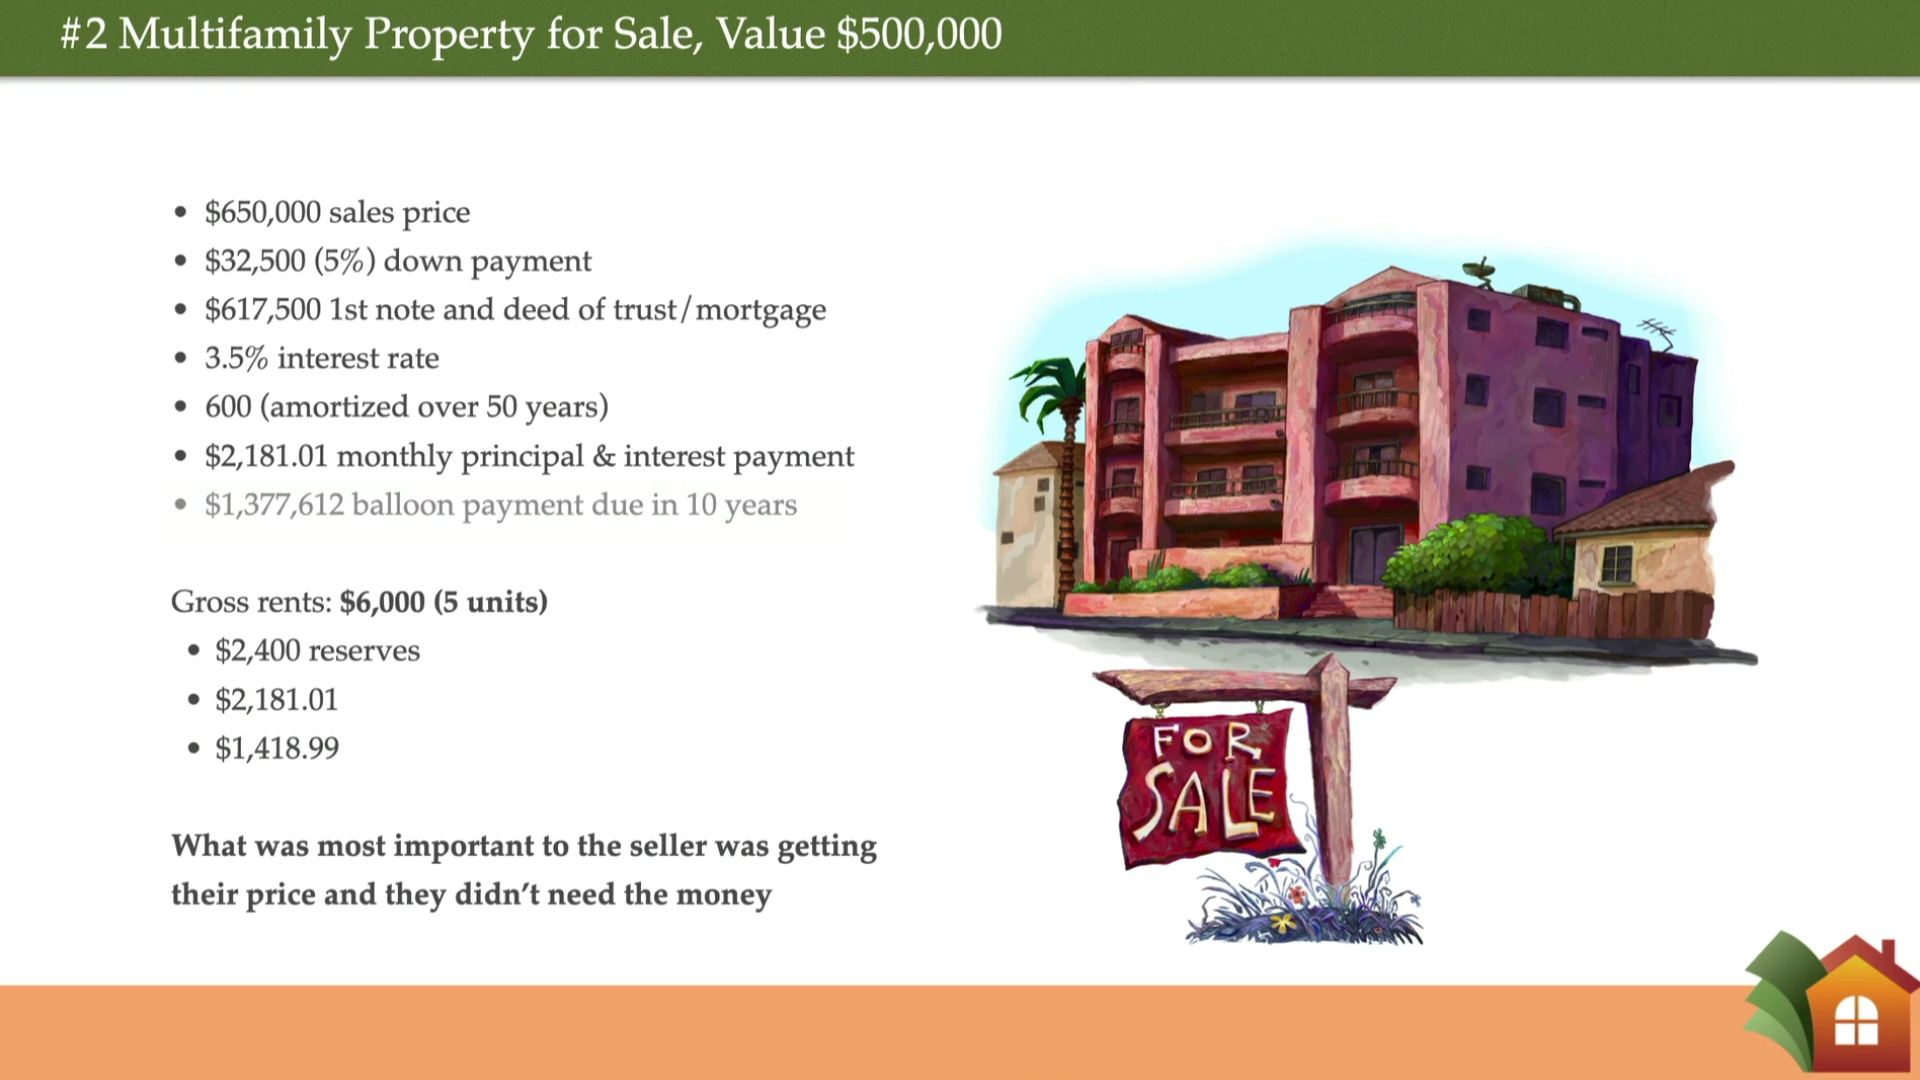 #2 Multifamily Property for Sale, Value $500,000
• $650,000 sales price
• $32,500 (5%) down payment
• $617,500 1st note and deed of trust/mortgage
• 3.5% interest rate
• 600 (amortized over 50 years)
• $2,181.01 monthly principal & interest payment
• $1,377,612 balloon payment due in 10 years
Gross rents: $6,000 (5 units)
• $2,400 reserves
• $2,181.01
• $1,418.99
What was most important to the seller was getting
their price and they didn’t need the money
FOR
SALE